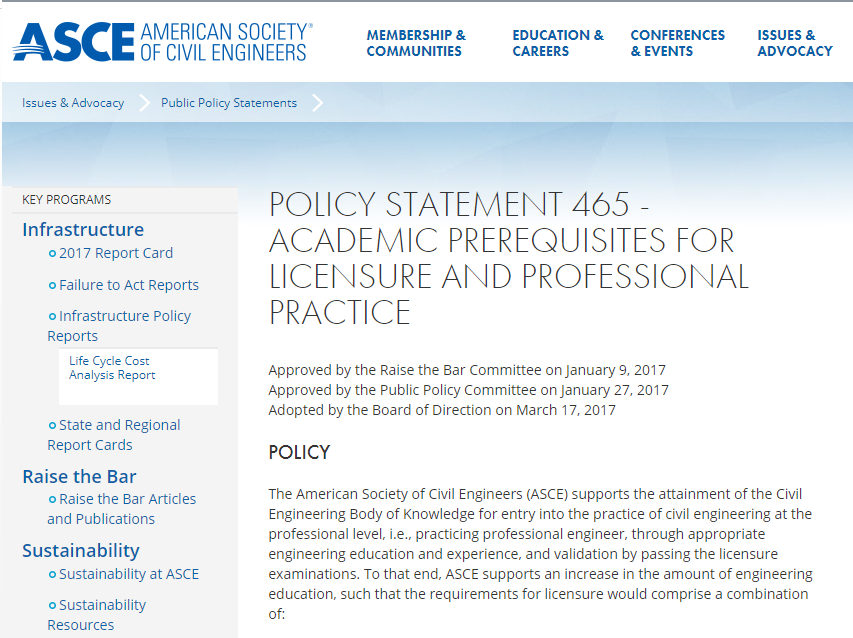 ASCE AMERICAN SOCIETY®
OF CIVIL ENGINEERS
MEMBERSHIP &
COMMUNITIES
EDUCATION &
CAREERS
CONFERENCES
& EVENTS
ISSUES &
ADVOCACY
Issues & Advocacy
Public Policy Statements
KEY PROGRAMS
Infrastructure
2017 Report Card
Failure to Act Reports
Infrastructure Policy
Reports
Life Cycle Cost
Analysis Report
State and Regional
Report Cards
Raise the Bar
Raise the Bar Articles
and Publications
Sustainability
Sustainability at ASCE
Sustainability
Resources
POLICY STATEMENT 465 -
ACADEMIC PREREQUISITES FOR
LICENSURE AND PROFESSIONAL
PRACTICE
Approved by the Raise the Bar Committee on January 9, 2017
Approved by the Public Policy Committee on January 27, 2017
Adopted by the Board of Direction on March 17, 2017
POLICY
The American Society of Civil Engineers (ASCE) supports the attainment of the Civil
Engineering Body of Knowledge for entry into the practice of civil engineering at the
professional level, i.e., practicing professional engineer, through appropriate
engineering education and experience, and validation by passing the licensure
examinations. To that end, ASCE supports an increase in the amount of engineering
education, such that the requirements for licensure would comprise a combination
of: